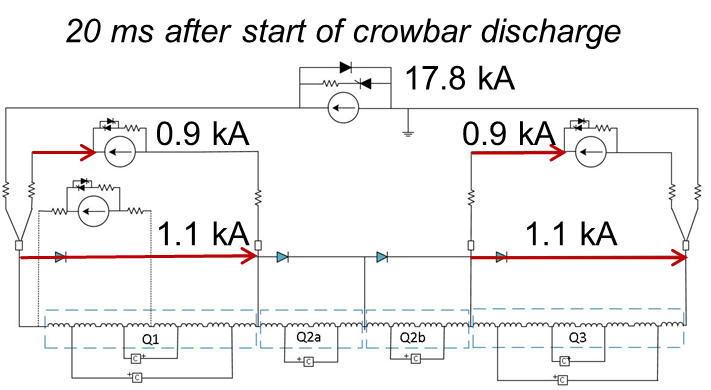 20 ms after start of crowbar discharge
17.8 kA
0.9 kA
0.9 kA
1.1 kA
1.1 kA
Q1
Q2a
Q2b
Q3
C +
+ C
+ C
C +
+ C
+ C